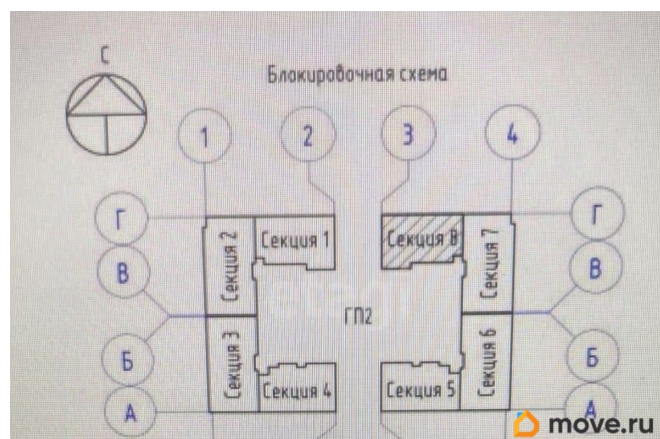 С
Блокировочная схема
1
2
3
4
Г
Г
Секция 2
Секция 1
Секция 8
Секция 7
В
В
ГП2
Секция 3
Секция 6
Б
Б
Секция 4
Секция 5
А
А
move.ru